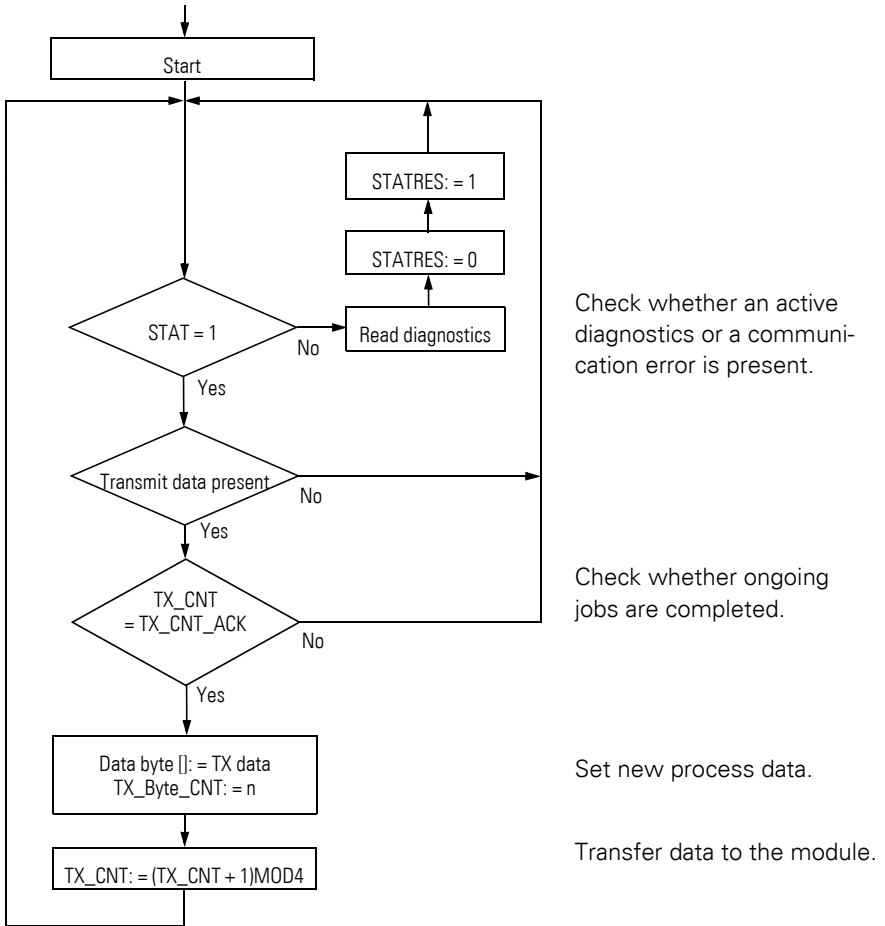 Start
STATRES: = 1
STATRES: = 0
STAT = 1
No
Read diagnostics
Check whether an active
diagnostics or a communi-
cation error is present.
Yes
Transmit data present
No
Yes
TX_CNT
= TX_CNT_ACK
No
Check whether ongoing
jobs are completed.
Yes
Data byte []: = TX data
TX_Byte_CNT: = n
Set new process data.
TX_CNT: = (TX_CNT + 1)MOD4
Transfer data to the module.